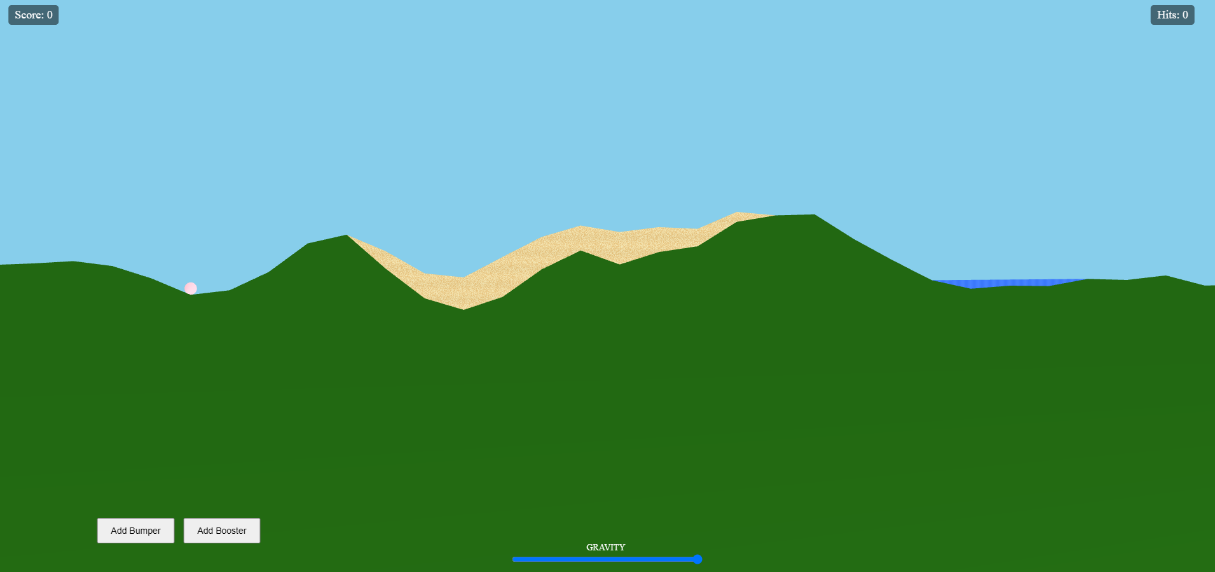 Score: 0
Hits: 0
Add Bumper
Add Booster
GRAVITY